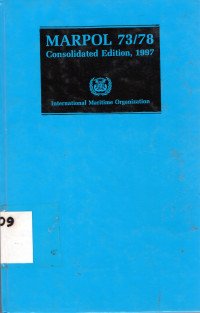 MARPOL 73/78
Consolidated Edition, 1997
International Maritime Organization
09